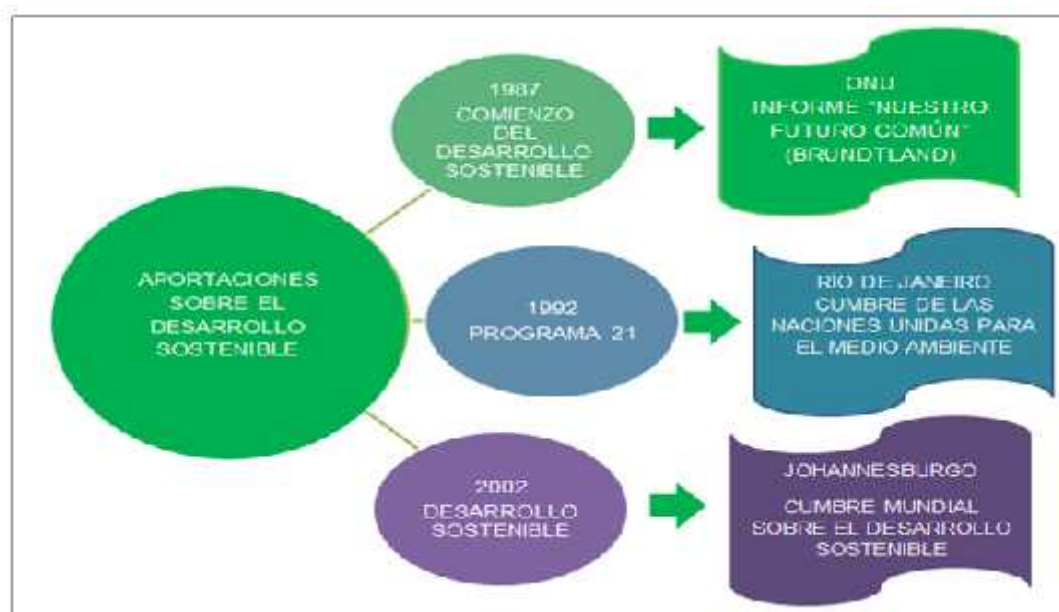 APORTACIONES
SOBRE EL
DESARROLLO
SOSTENIBLE
1987
COMIENZO
DEL
DESARROLLO
SOSTENIBLE
ONU
INFORME "NUESTRO
FUTURO COMÚN"
(BRUNDTLAND)
1992
PROGRAMA 21
RÍO DE JANEIRO
CUMBRE DE LAS
NACIONES UNIDAS PARA
EL MEDIO AMBIENTE
2002
DESARROLLO
SOSTENIBLE
JOHANNESBURGO
CUMBRE MUNDIAL
SOBRE EL DESARROLLO
SOSTENIBLE